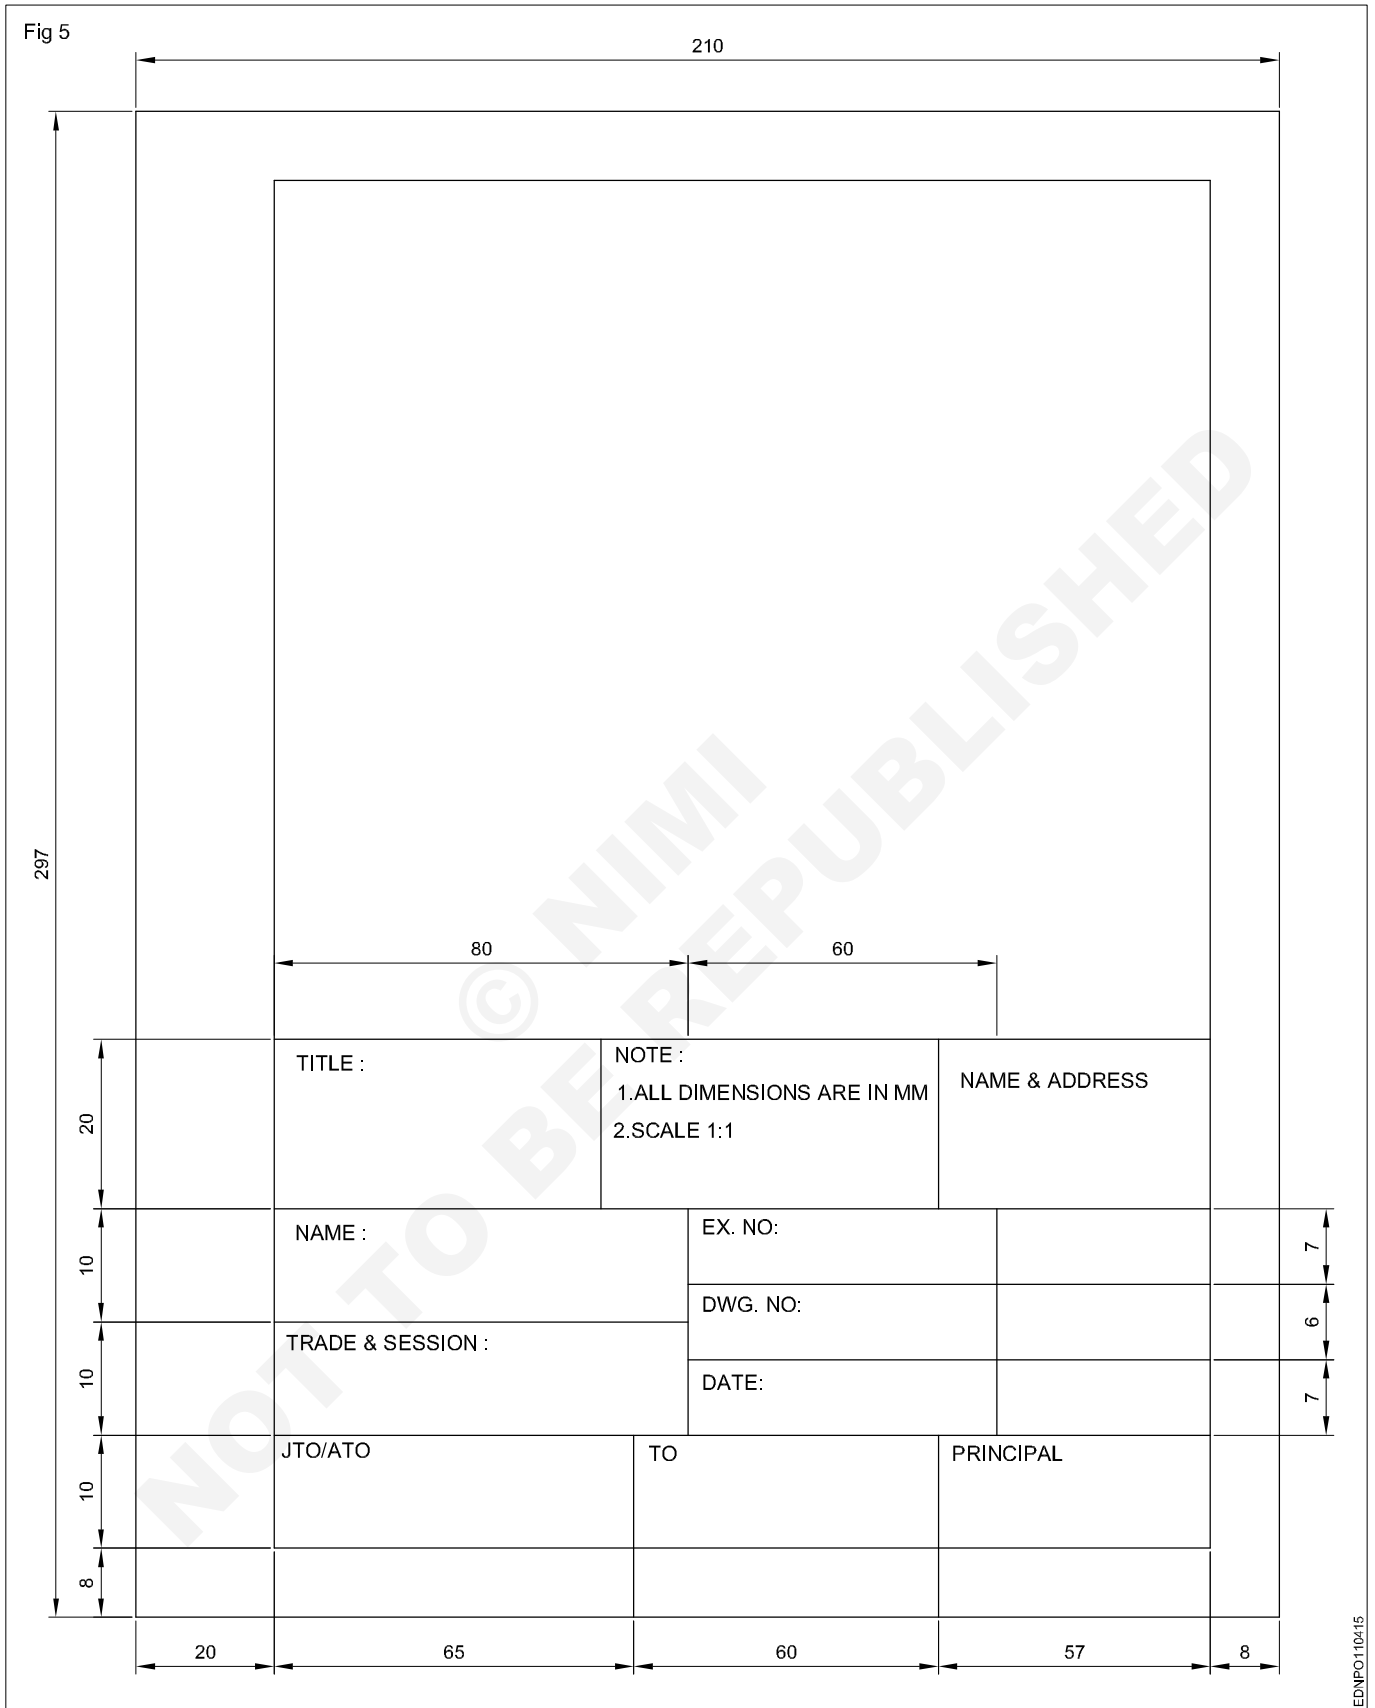 Fig 5
210
297
80 60
TITLE :
NOTE :
1.ALL DIMENSIONS ARE IN MM
2.SCALE 1:1
NAME & ADDRESS
20
NAME :
EX. NO:
7
10
DWG. NO:
6
TRADE & SESSION :
DATE:
7
10
JTO/ATO
TO
PRINCIPAL
10
8
20 65 60 57 8
EDNPO110415
© NIMI
NOT TO BE REPUBLISHED